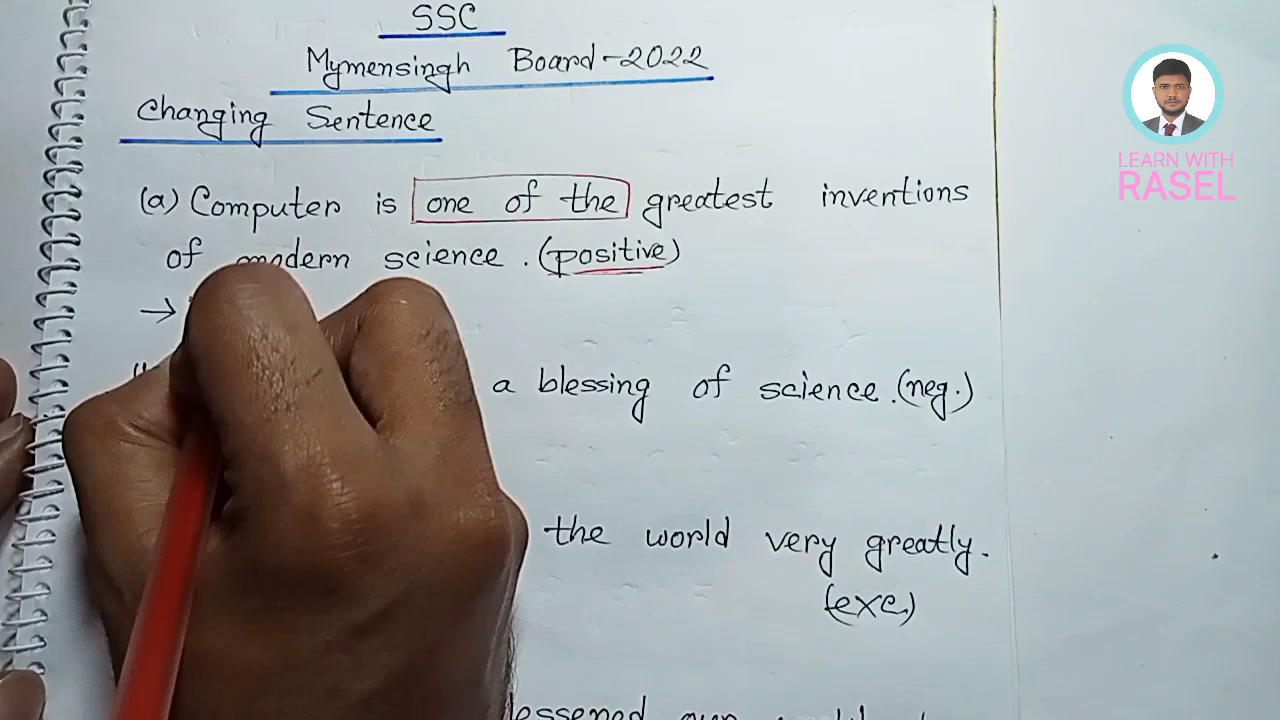 SSC
Mymensingh Board-2022
Changing Sentence
(a) Computer is one of the greatest inventions
of modern science. (positive)
→
a blessing of science. (neg.)
the world very greatly.
(exc.)
LEARN WITH
RASEL